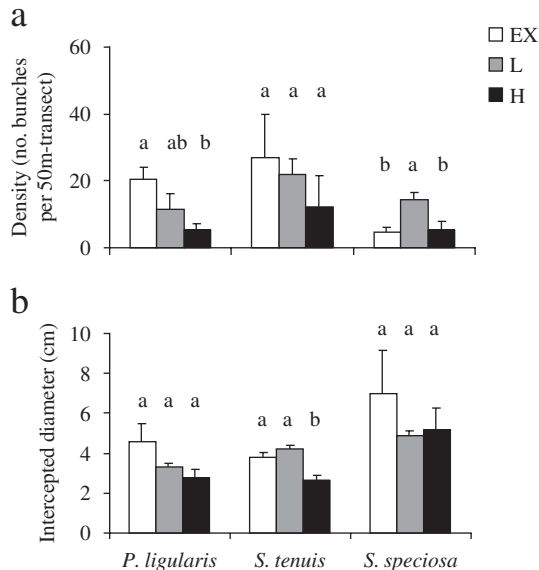 a
EX
L
H
Density (no. bunches
per 50m-transect)
60
40
20
0
a ab b
a a a
b a b
b
Intercepted diameter (cm)
10
8
6
4
2
0
a a a
a a b
a a a
P. ligularis S. tenuis S. speciosa